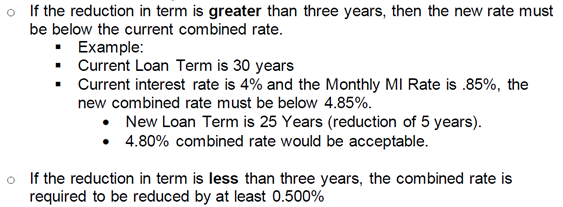 ○ If the reduction in term is greater than three years, then the new rate must
be below the current combined rate.
▪ Example:
▪ Current Loan Term is 30 years
▪ Current interest rate is 4% and the Monthly MI Rate is .85%, the
new combined rate must be below 4.85%.
• New Loan Term is 25 Years (reduction of 5 years).
• 4.80% combined rate would be acceptable.
○ If the reduction in term is less than three years, the combined rate is
required to be reduced by at least 0.500%